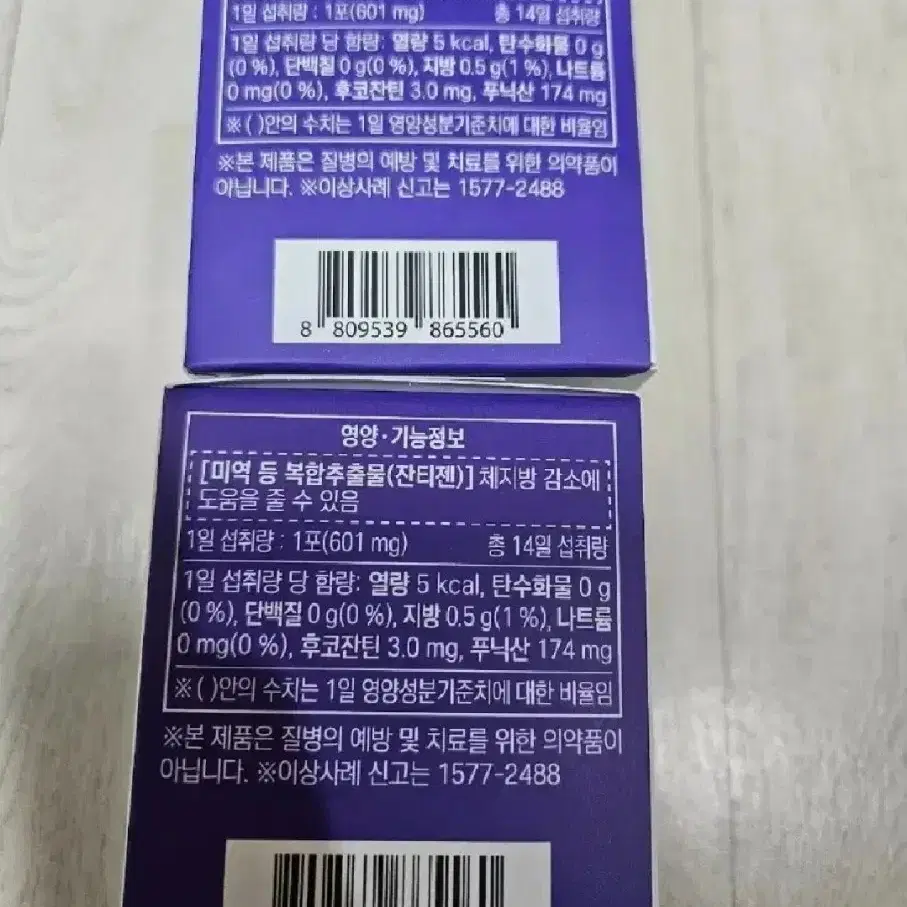 1일 섭취량 : 1포(601 mg) 총 14일 섭취량
1일 섭취량 당 함량: 열량 5 kcal, 탄수화물 0 g
(0 %), 단백질 0 g(0 %), 지방 0.5 g(1 %), 나트륨
0 mg(0 %), 후코잔틴 3.0 mg, 푸닉산 174 mg
※ ( )안의 수치는 1일 영양성분기준치에 대한 비율임
※본 제품은 질병의 예방 및 치료를 위한 의약품이
아닙니다. ※이상사례 신고는 1577-2488
8 809539 865560
영양·기능정보
[미역 등 복합추출물(잔티젠)] 체지방 감소에
도움을 줄 수 있음
1일 섭취량 : 1포(601 mg) 총 14일 섭취량
1일 섭취량 당 함량: 열량 5 kcal, 탄수화물 0 g
(0 %), 단백질 0 g(0 %), 지방 0.5 g(1 %), 나트륨
0 mg(0 %), 후코잔틴 3.0 mg, 푸닉산 174 mg
※ ( )안의 수치는 1일 영양성분기준치에 대한 비율임
※본 제품은 질병의 예방 및 치료를 위한 의약품이
아닙니다. ※이상사례 신고는 1577-2488